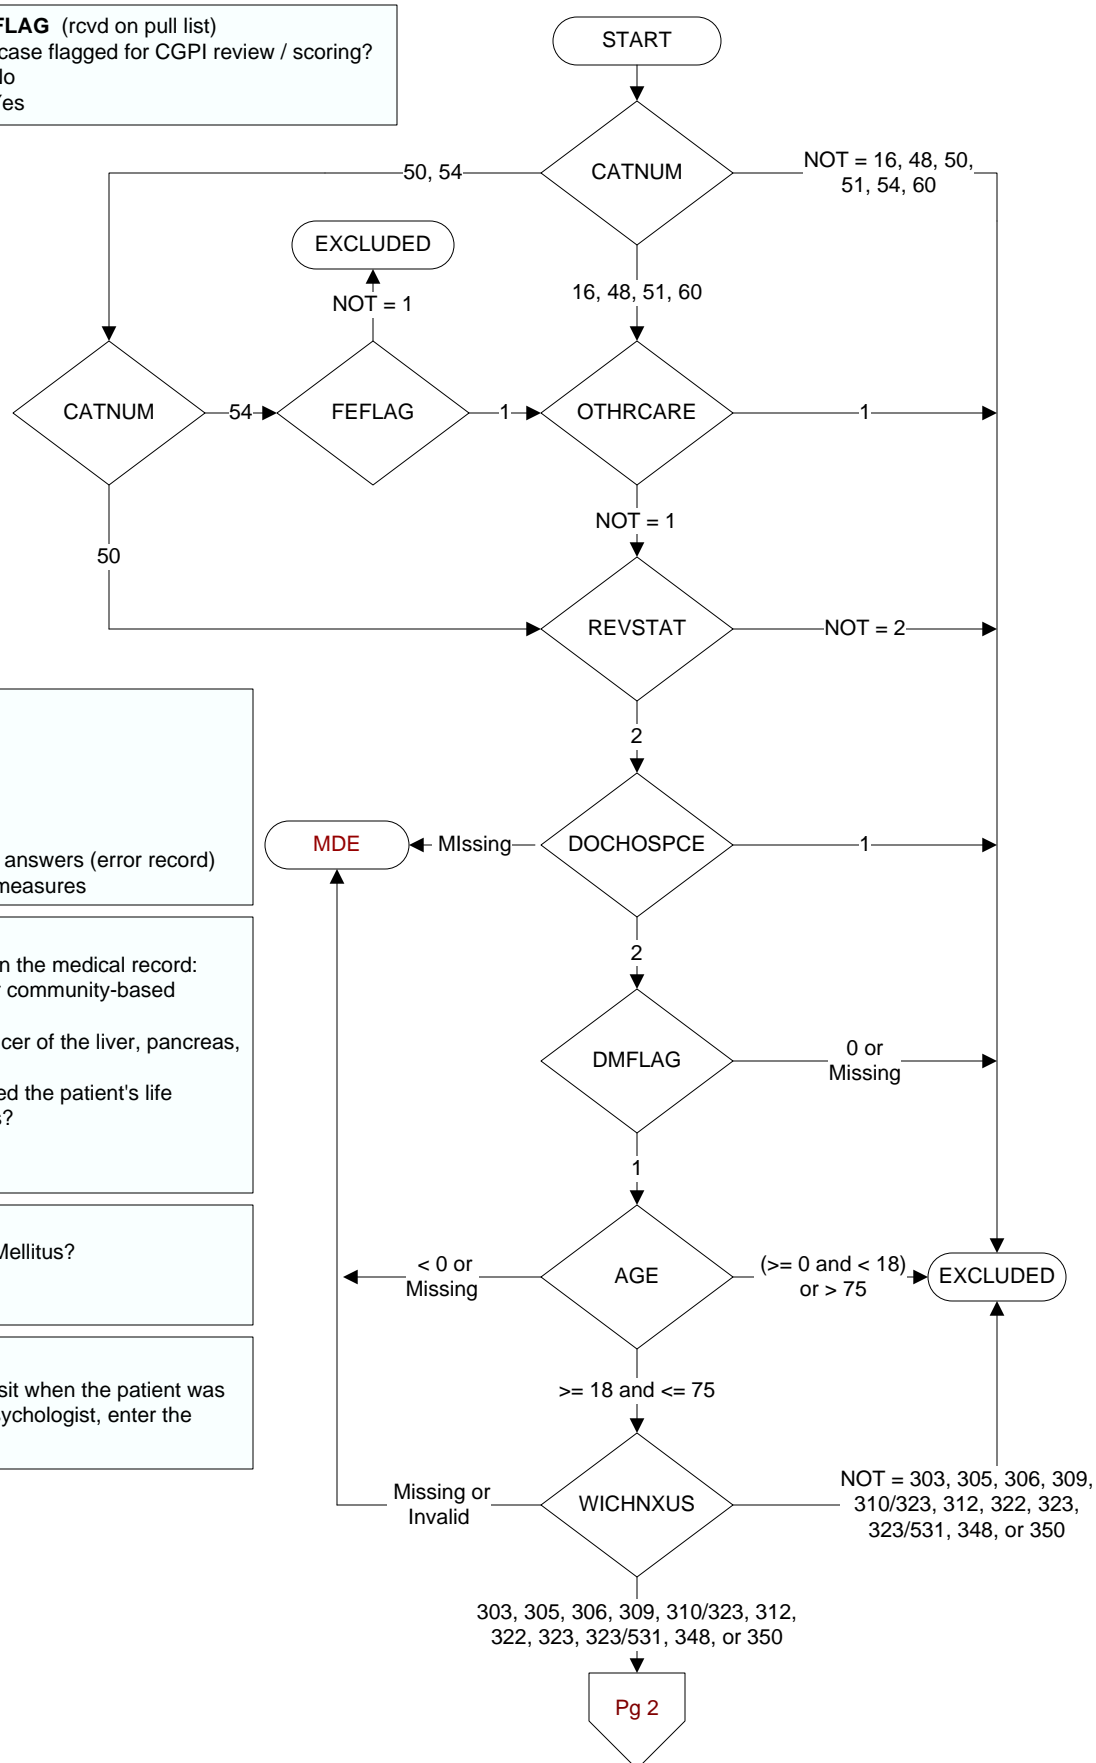 FLAG (rcvd on pull list)
case flagged for CGPI review / scoring?
START
CATNUM
50, 54
NOT = 16, 48, 50,
51, 54, 60
EXCLUDED
NOT = 1
16, 48, 51, 60
CATNUM
54
FEFLAG
1
OTHRCARE
1
NOT = 1
50
REVSTAT
NOT = 2
2
answers (error record)
measures
MDE
MIssing
DOCHOSPCE
1
2
n the medical record:
community-based
cer of the liver, pancreas,
ed the patient's life
s?
DMFLAG
0 or
Missing
1
Mellitus?
< 0 or
Missing
AGE
(>= 0 and < 18)
or > 75
EXCLUDED
sit when the patient was
sychologist, enter the
>= 18 and <= 75
Missing or
Invalid
WICHNXUS
NOT = 303, 305, 306, 309,
310/323, 312, 322, 323,
323/531, 348, or 350
303, 305, 306, 309, 310/323, 312,
322, 323, 323/531, 348, or 350
Pg 2